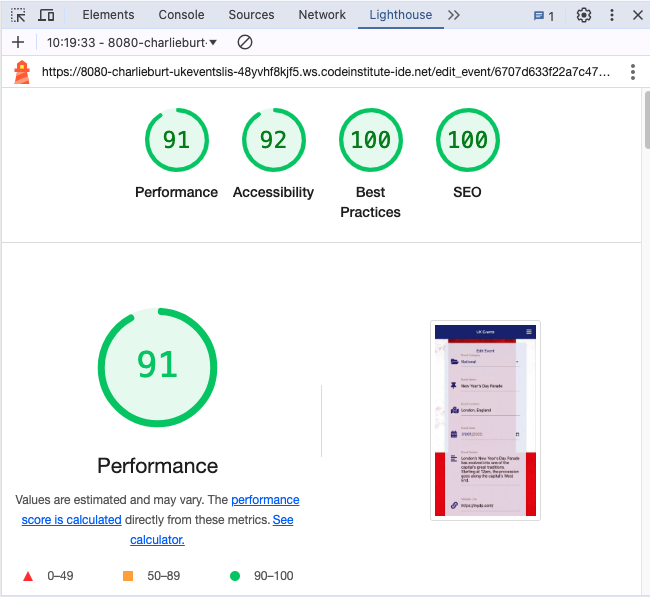 Elements Console Sources Network Lighthouse 1
10:19:33 - 8080-charlieburt-
https://8080-charlieburt-ukeventslis-48yvhf8kjf5.ws.codeinstitute-ide.net/edit_event/6707d633f22a7c47...
91 92 100 100
Performance Accessibility Best Practices SEO
91
Performance
Values are estimated and may vary. The performance
score is calculated directly from these metrics. See
calculator.
0–49 50–89 90–100
UK Events
Edit Event
National
New Year's Day Parade
London, England
London's New Year's Day Parade
has evolved into one of the
capital's great traditions.
Starting at 12pm, the procession
goes along the capital's West
End.